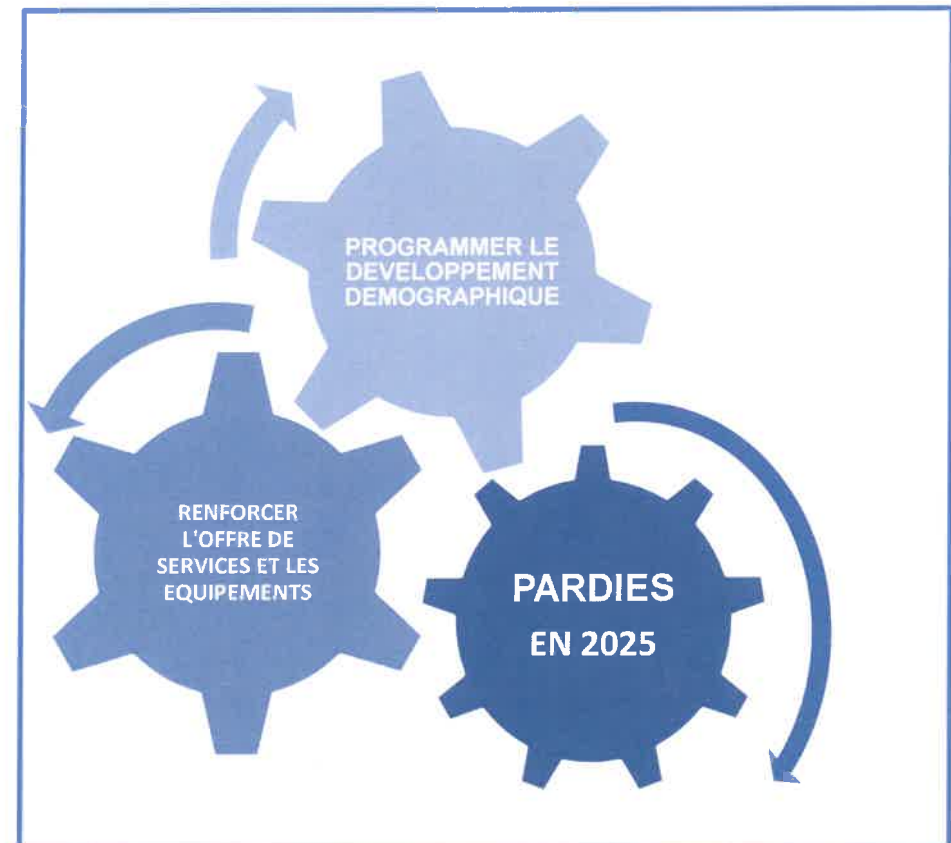 PROGRAMMER LE
DEVELOPPEMENT
DEMOGRAPHIQUE
RENFORCER
L'OFFRE DE
SERVICES ET LES
EQUIPEMENTS
PARDIES
EN 2025